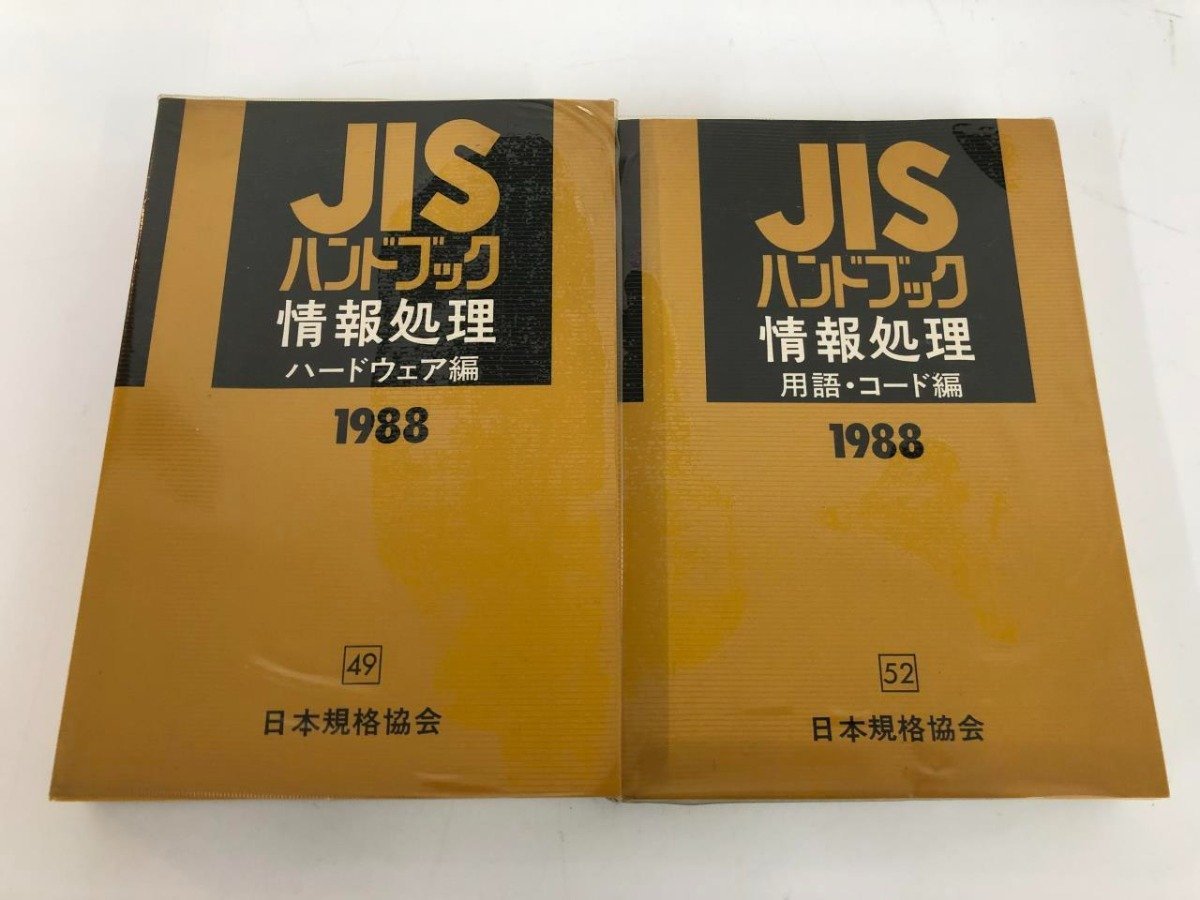 JIS
ハンドブック
情報処理
ハードウェア編
1988
49
日本規格協会
JIS
ハンドブック
情報処理
用語・コード編
1988
52
日本規格協会